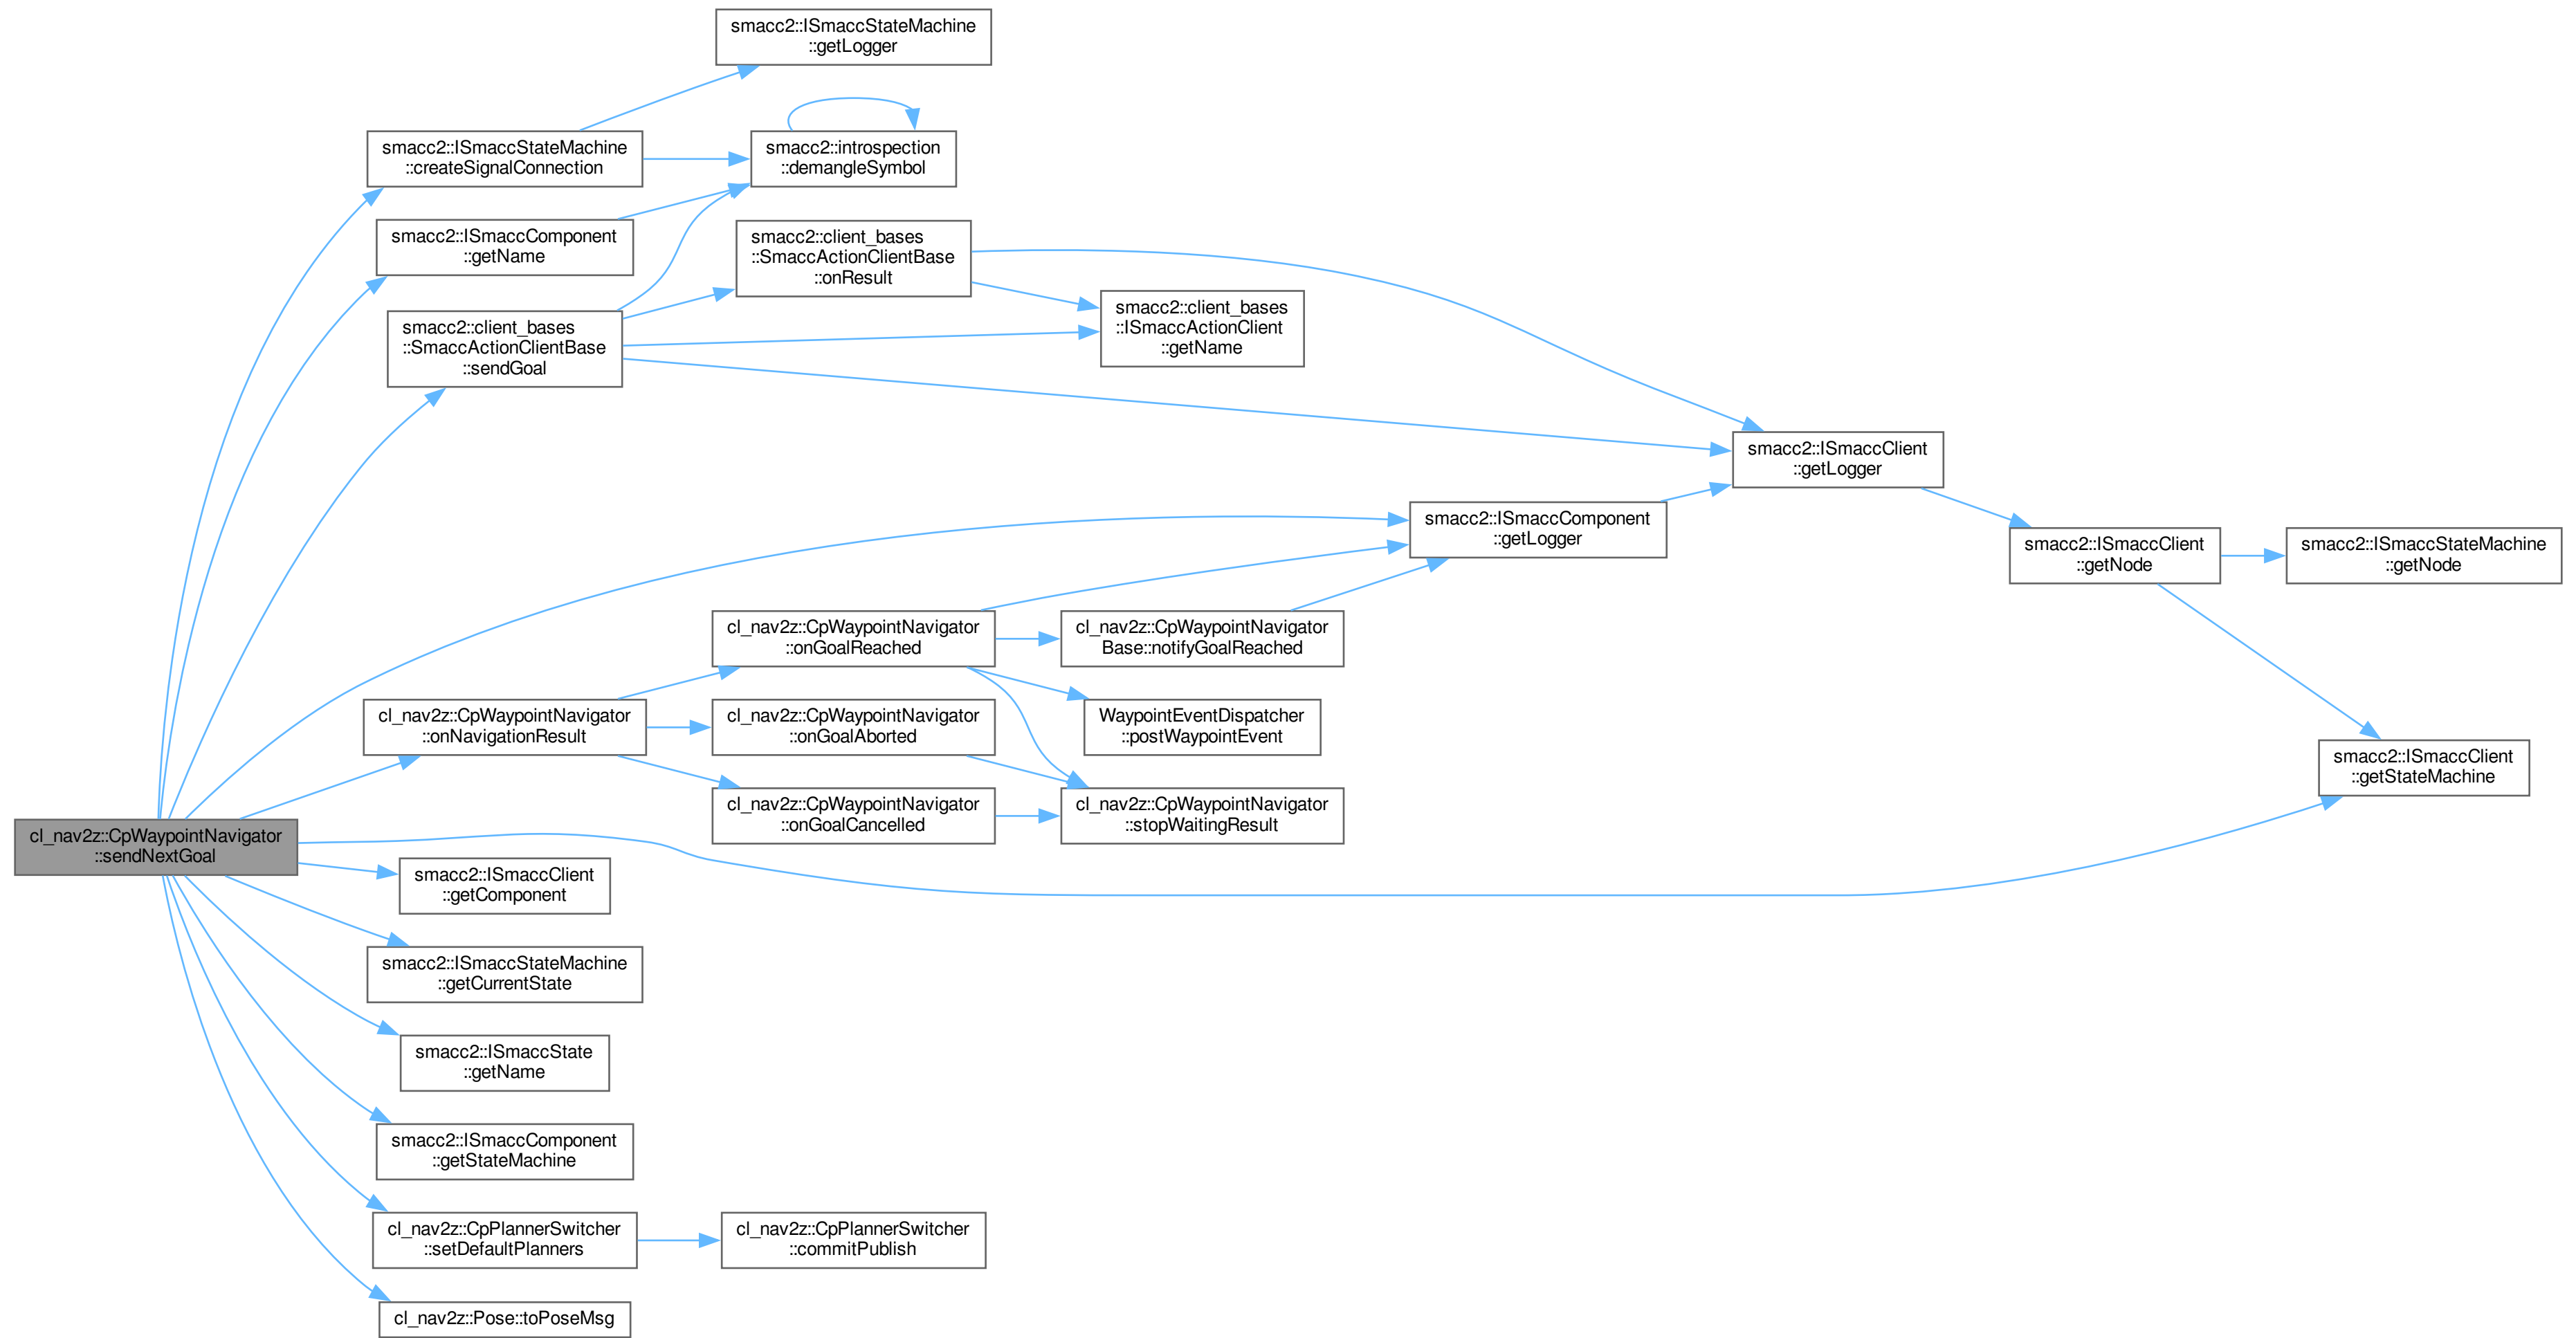 smacc2::ISmaccStateMachine
::getLogger
smacc2::ISmaccStateMachine
::createSignalConnection
smacc2::introspection
::demangleSymbol
smacc2::ISmaccComponent
::getName
smacc2::client_bases
::SmaccActionClientBase
::onResult
smacc2::client_bases
::ISmaccActionClient
::getName
smacc2::client_bases
::SmaccActionClientBase
::sendGoal
smacc2::ISmaccClient
::getLogger
smacc2::ISmaccComponent
::getLogger
smacc2::ISmaccClient
::getNode
smacc2::ISmaccStateMachine
::getNode
cl_nav2z::CpWaypointNavigator
::onGoalReached
cl_nav2z::CpWaypointNavigator
Base::notifyGoalReached
cl_nav2z::CpWaypointNavigator
::onNavigationResult
cl_nav2z::CpWaypointNavigator
::onGoalAborted
WaypointEventDispatcher
::postWaypointEvent
smacc2::ISmaccClient
::getStateMachine
cl_nav2z::CpWaypointNavigator
::onGoalCancelled
cl_nav2z::CpWaypointNavigator
::stopWaitingResult
cl_nav2z::CpWaypointNavigator
::sendNextGoal
smacc2::ISmaccClient
::getComponent
smacc2::ISmaccStateMachine
::getCurrentState
smacc2::ISmaccState
::getName
smacc2::ISmaccComponent
::getStateMachine
cl_nav2z::CpPlannerSwitcher
::setDefaultPlanners
cl_nav2z::CpPlannerSwitcher
::commitPublish
cl_nav2z::Pose::toPoseMsg